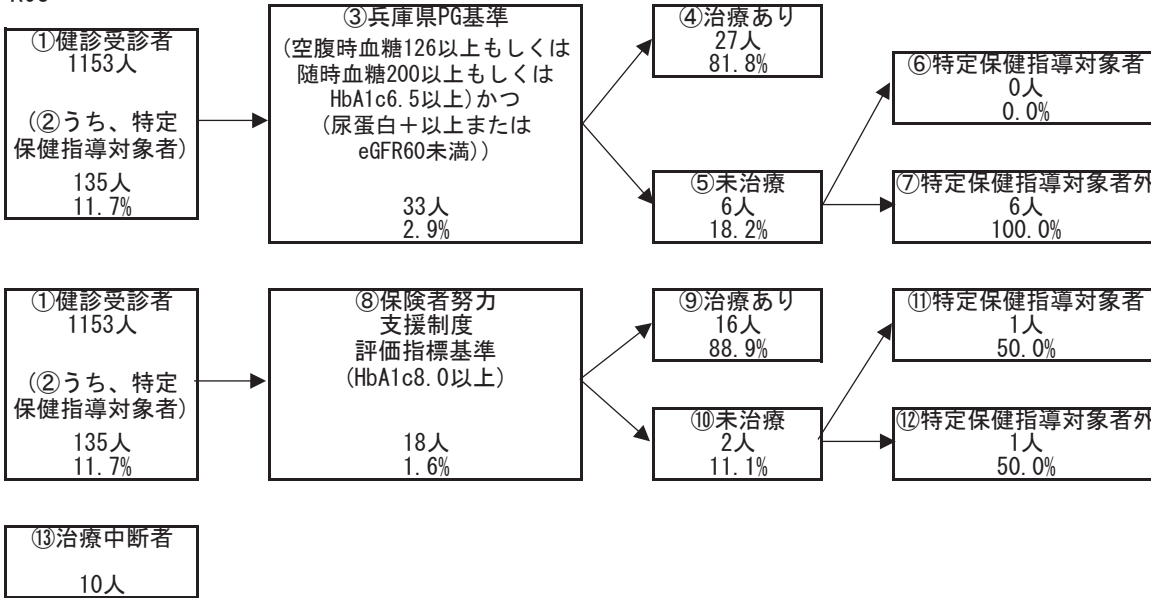 ①健診受診者
1153人
(②うち、特定
保健指導対象者)
135人
11.7%
③兵庫県PG基準
(空腹時血糖126以上もしくは
随時血糖200以上もしくは
HbA1c6.5以上)かつ
(尿蛋白＋以上または
eGFR60未満))
33人
2.9%
④治療あり
27人
81.8%
⑤未治療
6人
18.2%
⑥特定保健指導対象者
0人
0.0%
⑦特定保健指導対象者外
6人
100.0%
①健診受診者
1153人
(②うち、特定
保健指導対象者)
135人
11.7%
⑧保険者努力
支援制度
評価指標基準
(HbA1c8.0以上)
18人
1.6%
⑨治療あり
16人
88.9%
⑩未治療
2人
11.1%
⑪特定保健指導対象者
1人
50.0%
⑫特定保健指導対象者外
1人
50.0%
⑬治療中断者
10人